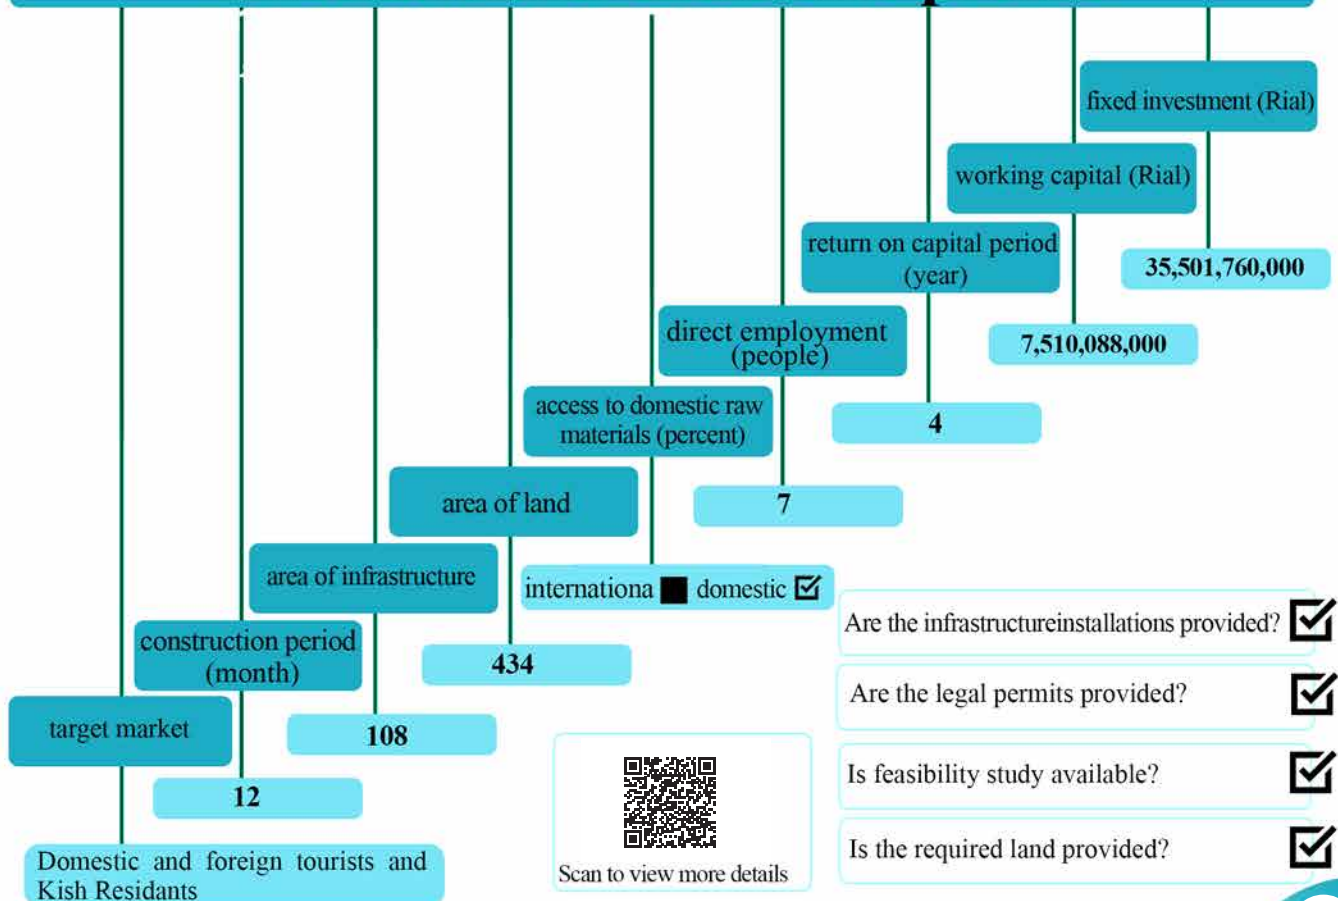 fixed investment (Rial)
35,501,760,000
working capital (Rial)
7,510,088,000
return on capital period
(year)
4
direct employment
(people)
7
access to domestic raw
materials (percent)
internationa domestic
area of land
434
area of infrastructure
108
construction period
(month)
12
target market
Domestic and foreign tourists and
Kish Residants
Scan to view more details
Are the infrastructureinstallations provided?
Are the legal permits provided?
Is feasibility study available?
Is the required land provided?